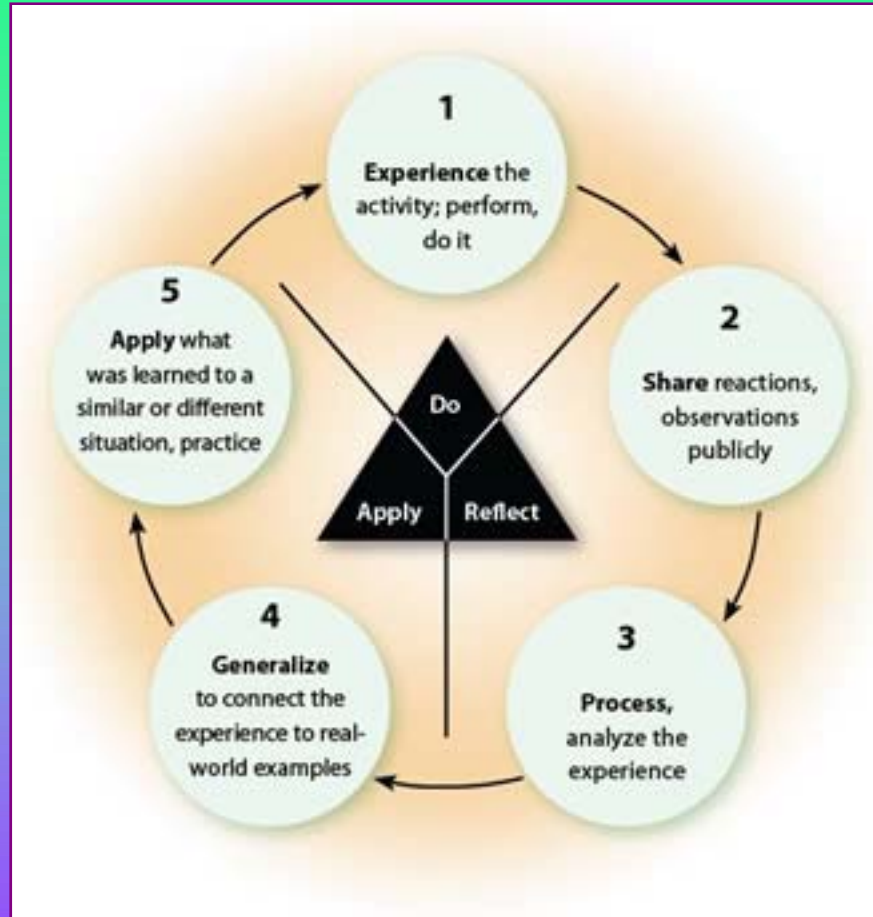 1
Experience the
activity; perform,
do it
2
Share reactions,
observations
publicly
3
Process,
analyze the
experience
4
Generalize
to connect the
experience to real-
world examples
5
Apply what
was learned to a
similar or different
situation, practice
Do
Apply
Reflect